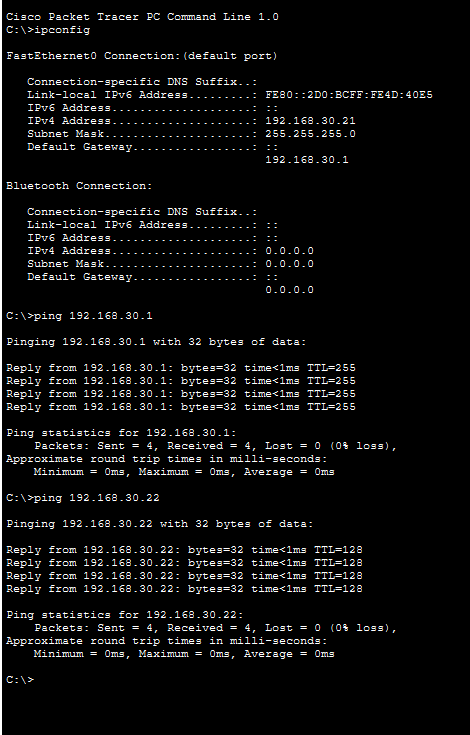 Cisco Packet Tracer PC Command Line 1.0
C:\>ipconfig
FastEthernet0 Connection:(default port)
Connection-specific DNS Suffix..:
Link-local IPv6 Address.........: FE80::2D0:BCFF:FE4D:40E5
IPv6 Address....................: ::
IPv4 Address....................: 192.168.30.21
Subnet Mask.....................: 255.255.255.0
Default Gateway.................: ::
192.168.30.1
Bluetooth Connection:
Connection-specific DNS Suffix..:
Link-local IPv6 Address.........: ::
IPv6 Address....................: ::
IPv4 Address....................: 0.0.0.0
Subnet Mask.....................: 0.0.0.0
Default Gateway.................: ::
0.0.0.0
C:\>ping 192.168.30.1
Pinging 192.168.30.1 with 32 bytes of data:
Reply from 192.168.30.1: bytes=32 time<1ms TTL=255
Reply from 192.168.30.1: bytes=32 time<1ms TTL=255
Reply from 192.168.30.1: bytes=32 time<1ms TTL=255
Reply from 192.168.30.1: bytes=32 time<1ms TTL=255
Ping statistics for 192.168.30.1:
Packets: Sent = 4, Received = 4, Lost = 0 (0% loss),
Approximate round trip times in milli-seconds:
Minimum = 0ms, Maximum = 0ms, Average = 0ms
C:\>ping 192.168.30.22
Pinging 192.168.30.22 with 32 bytes of data:
Reply from 192.168.30.22: bytes=32 time<1ms TTL=128
Reply from 192.168.30.22: bytes=32 time<1ms TTL=128
Reply from 192.168.30.22: bytes=32 time<1ms TTL=128
Reply from 192.168.30.22: bytes=32 time<1ms TTL=128
Ping statistics for 192.168.30.22:
Packets: Sent = 4, Received = 4, Lost = 0 (0% loss),
Approximate round trip times in milli-seconds:
Minimum = 0ms, Maximum = 0ms, Average = 0ms
C:\>